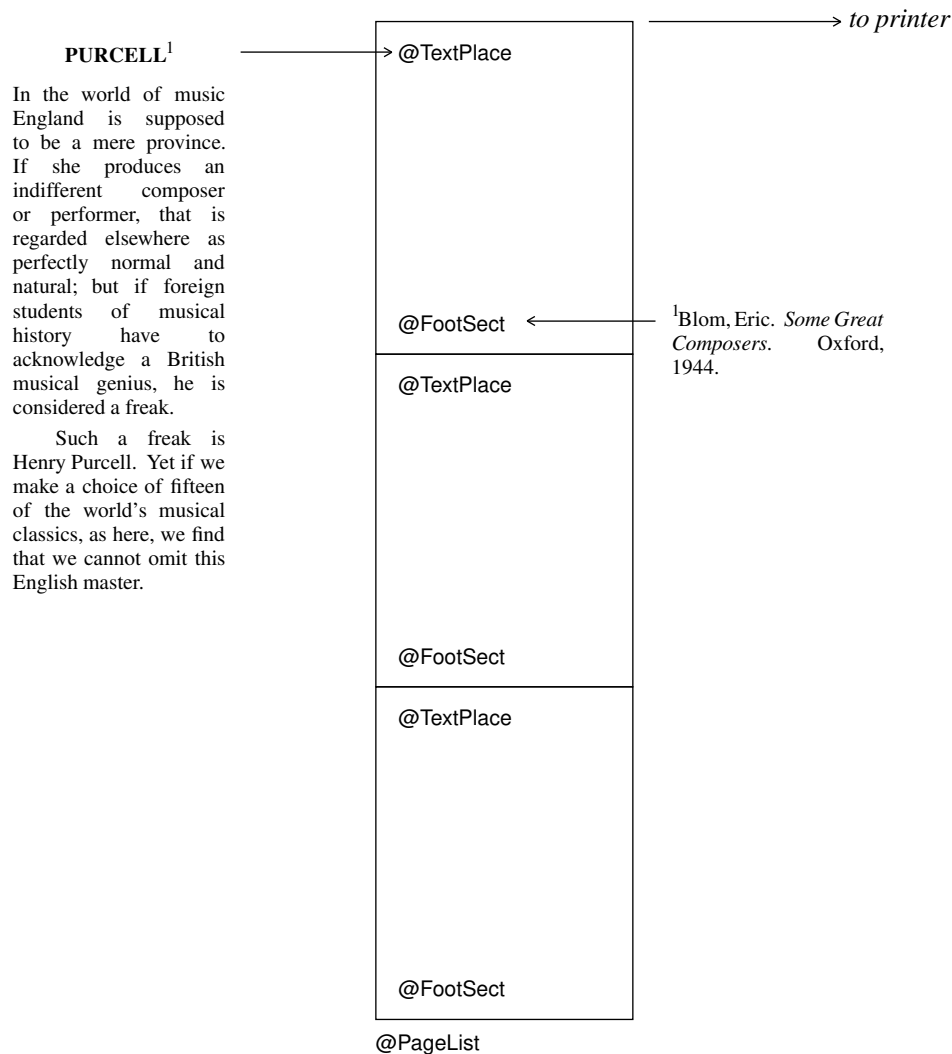 to printer
PURCELL1
In the world of music
England is supposed
to be a mere province.
If she produces an
indifferent composer
or performer, that is
regarded elsewhere as
perfectly normal and
natural; but if foreign
students of musical
history have to
acknowledge a British
musical genius, he is
considered a freak.
Such a freak is
Henry Purcell. Yet if we
make a choice of fifteen
of the world's musical
classics, as here, we find
that we cannot omit this
English master.
@TextPlace
@FootSect
@TextPlace
@FootSect
@TextPlace
@FootSect
@PageList
1Blom, Eric. Some Great
Composers. Oxford,
1944.